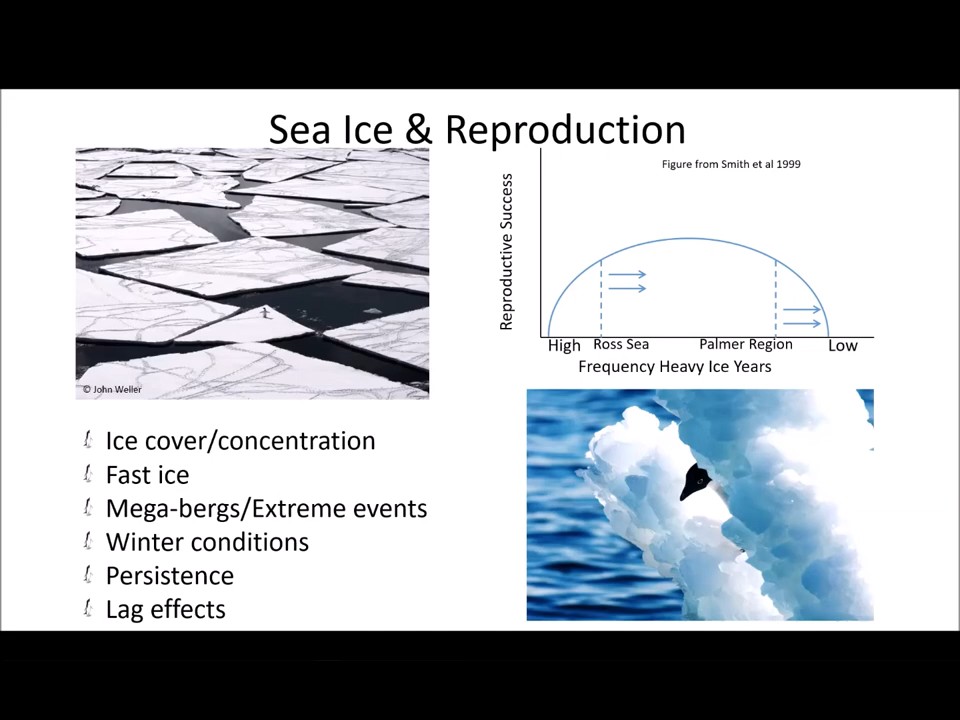 Sea Ice & Reproduction
© John Weller
Figure from Smith et al 1999
Reproductive Success
High Ross Sea Palmer Region Low
Frequency Heavy Ice Years
Ice cover/concentration
Fast ice
Mega-bergs/Extreme events
Winter conditions
Persistence
Lag effects